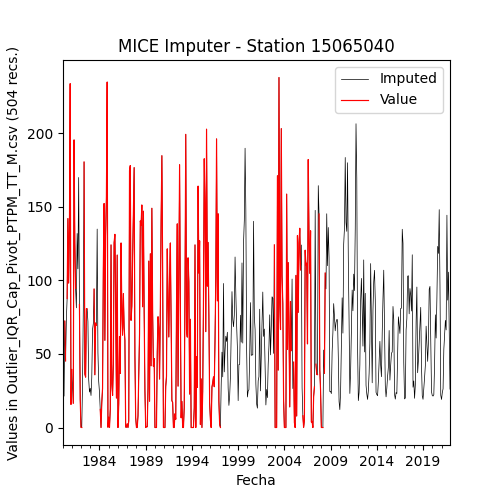 MICE Imputer - Station 15065040
Imputed
Value
Values in Outlier_IQR_Cap_Pivot_PTPM_TT_M.csv (504 recs.)
200
150
100
50
0
1984 1989 1994 1999 2004 2009 2014 2019
Fecha